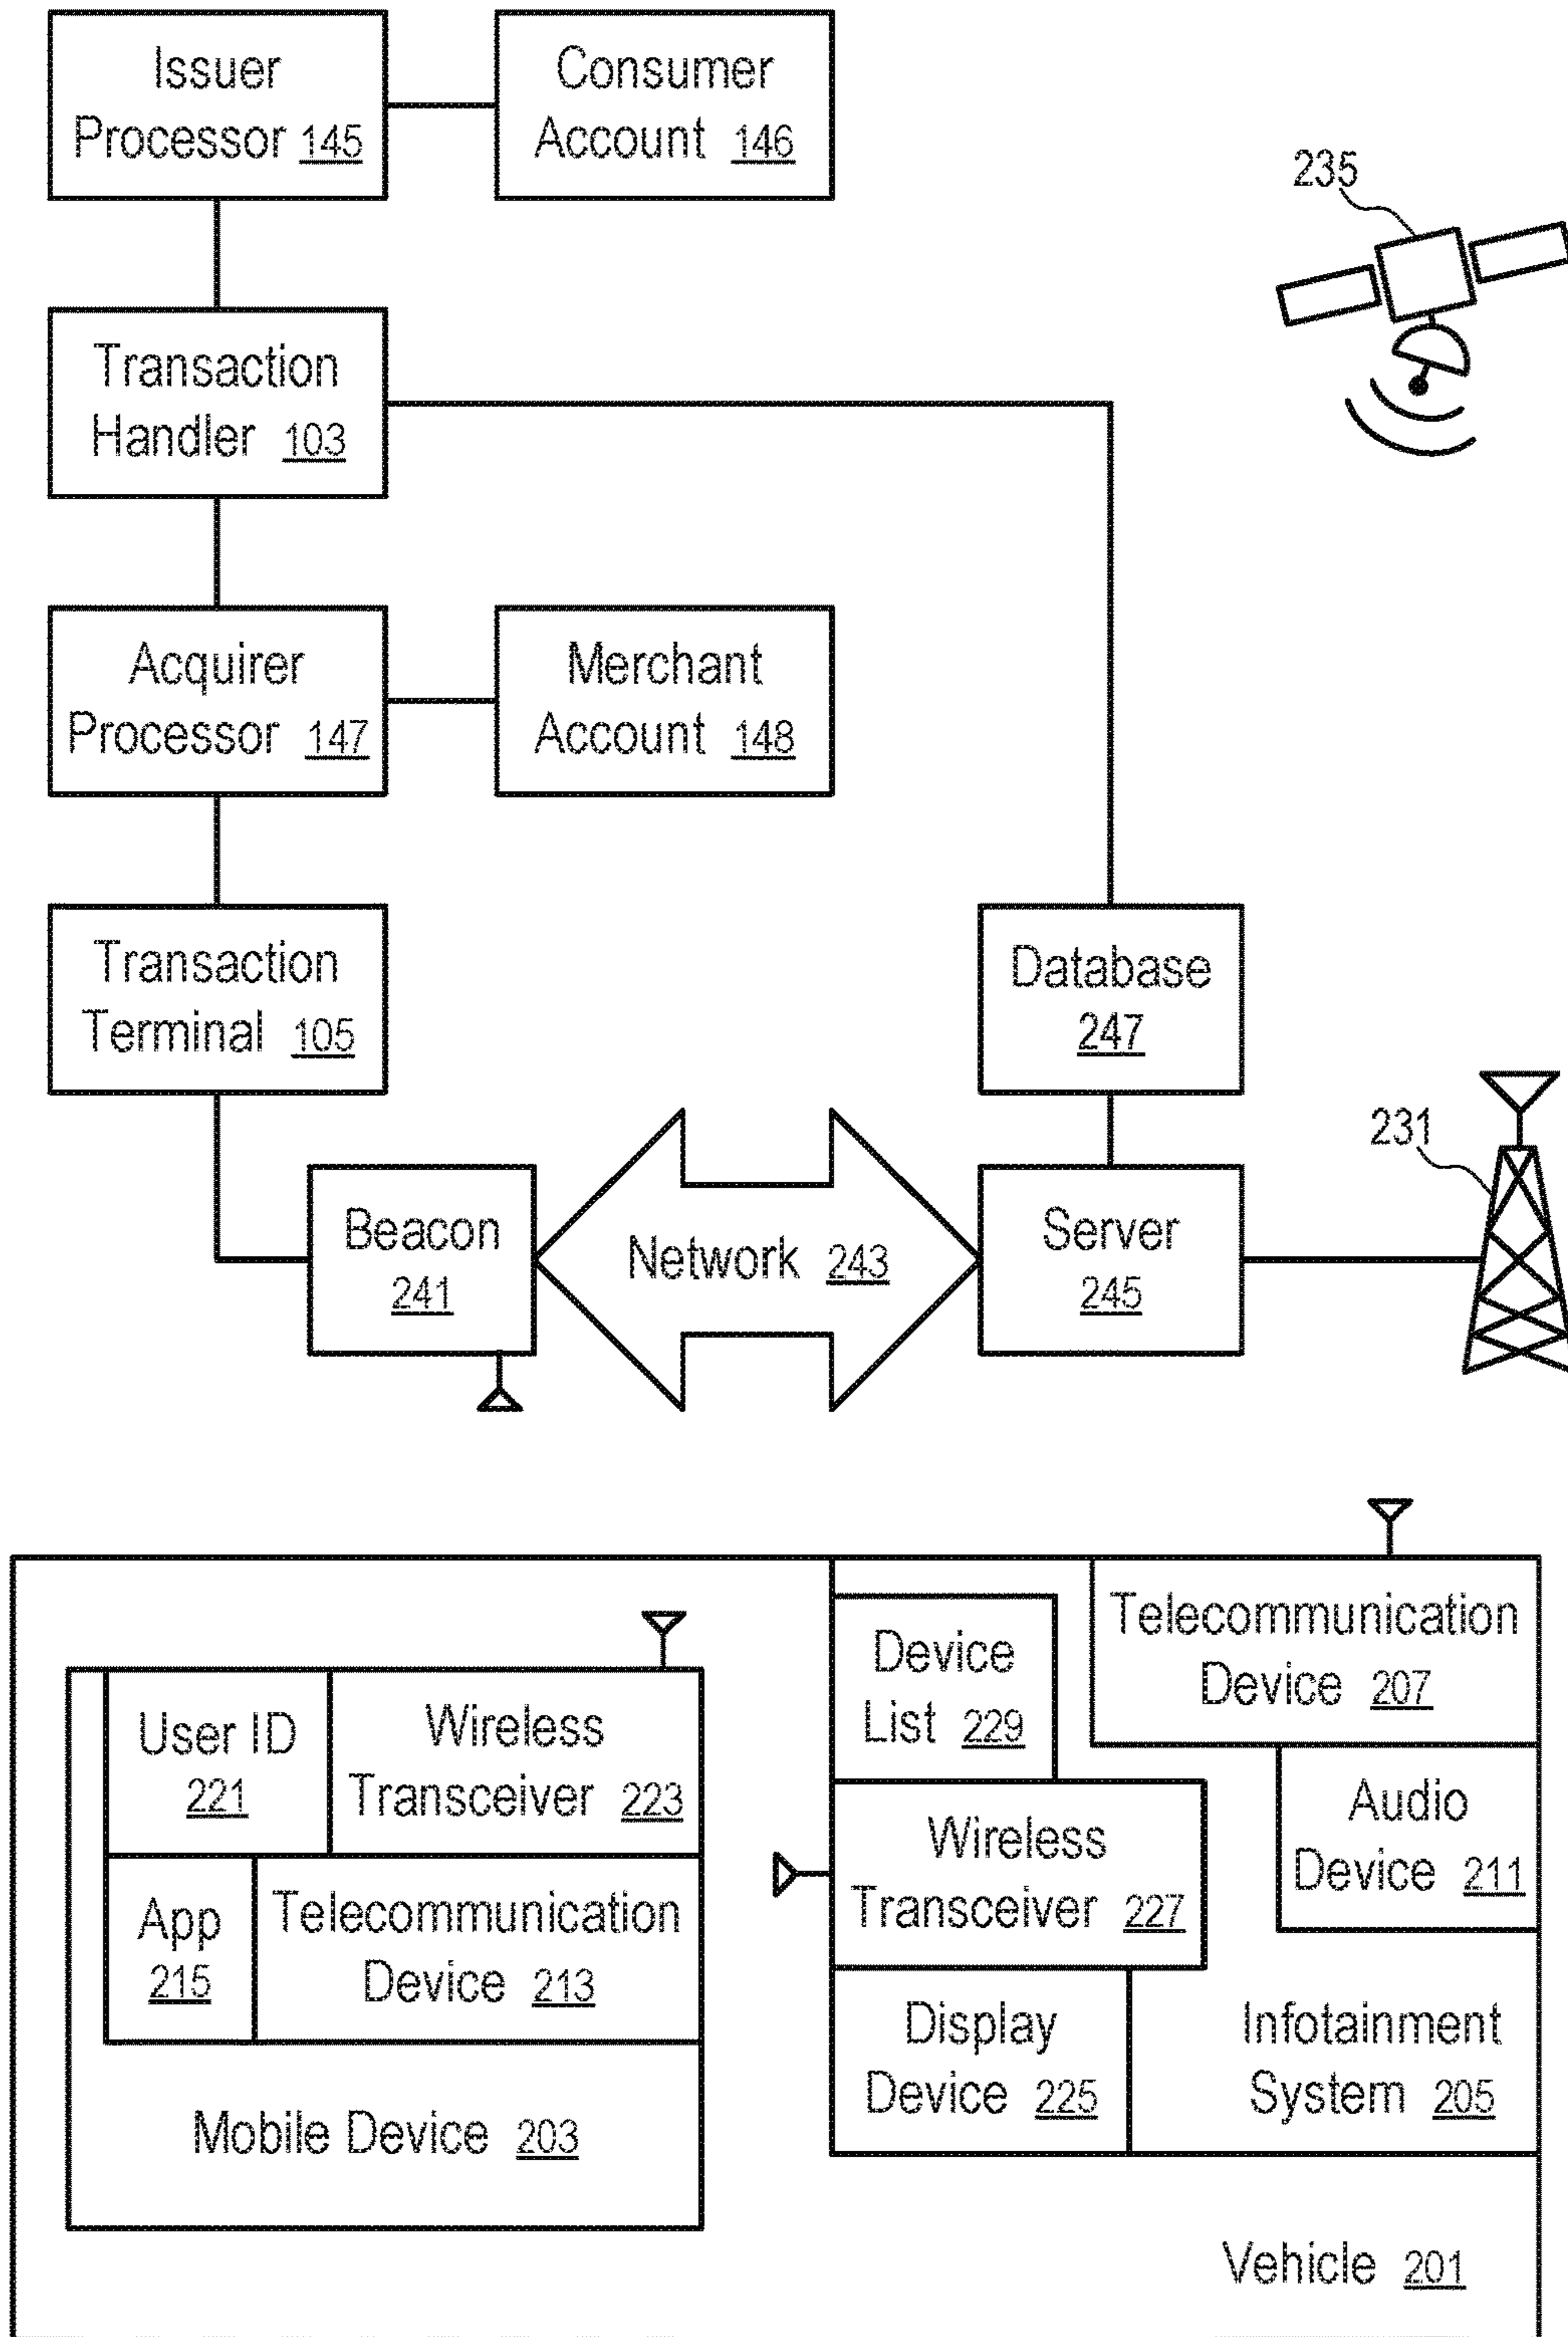 Issuer
Processor 145
Consumer
Account 146
235
Transaction
Handler 103
Acquirer
Processor 147
Merchant
Account 148
Transaction
Terminal 105
Database
247
231
Beacon
241
Network 243
Server
245
Device
List 229
Telecommunication
Device 207
User ID
221
Wireless
Transceiver 223
Audio
Device 211
Wireless
Transceiver 227
App
215
Telecommunication
Device 213
Display
Device 225
Infotainment
System 205
Mobile Device 203
Vehicle 201